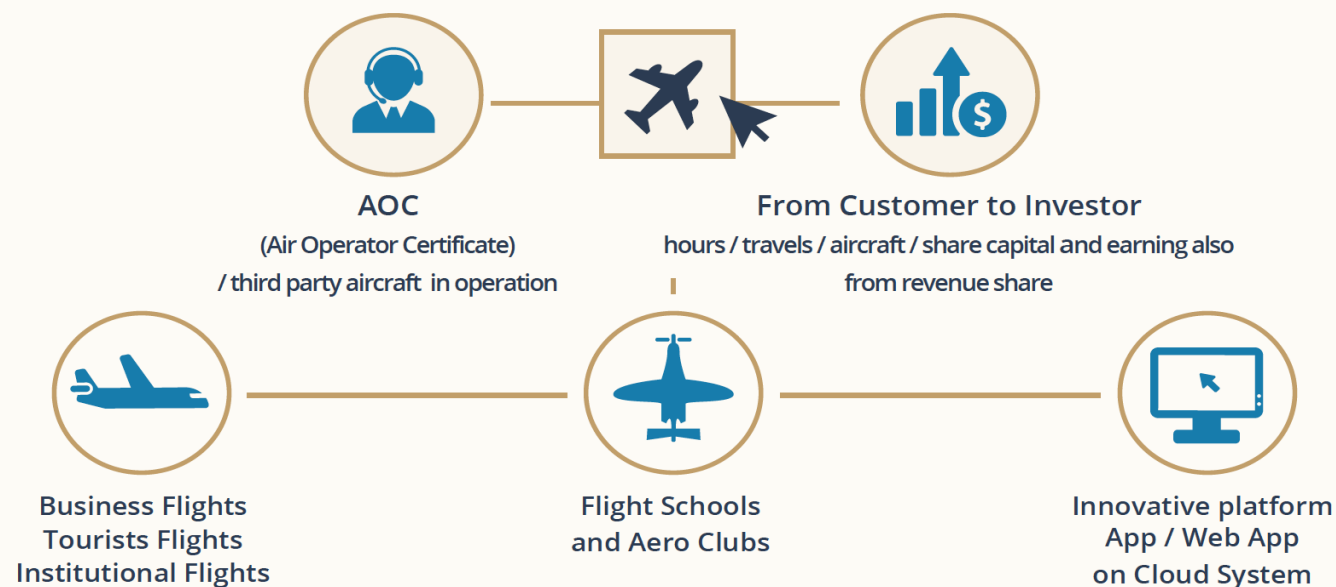 AOC
(Air Operator Certificate)
/ third party aircraft in operation
From Customer to Investor
hours / travels / aircraft / share capital and earning also
from revenue share
Business Flights
Tourists Flights
Institutional Flights
Flight Schools
and Aero Clubs
Innovative platform
App / Web App
on Cloud System
$